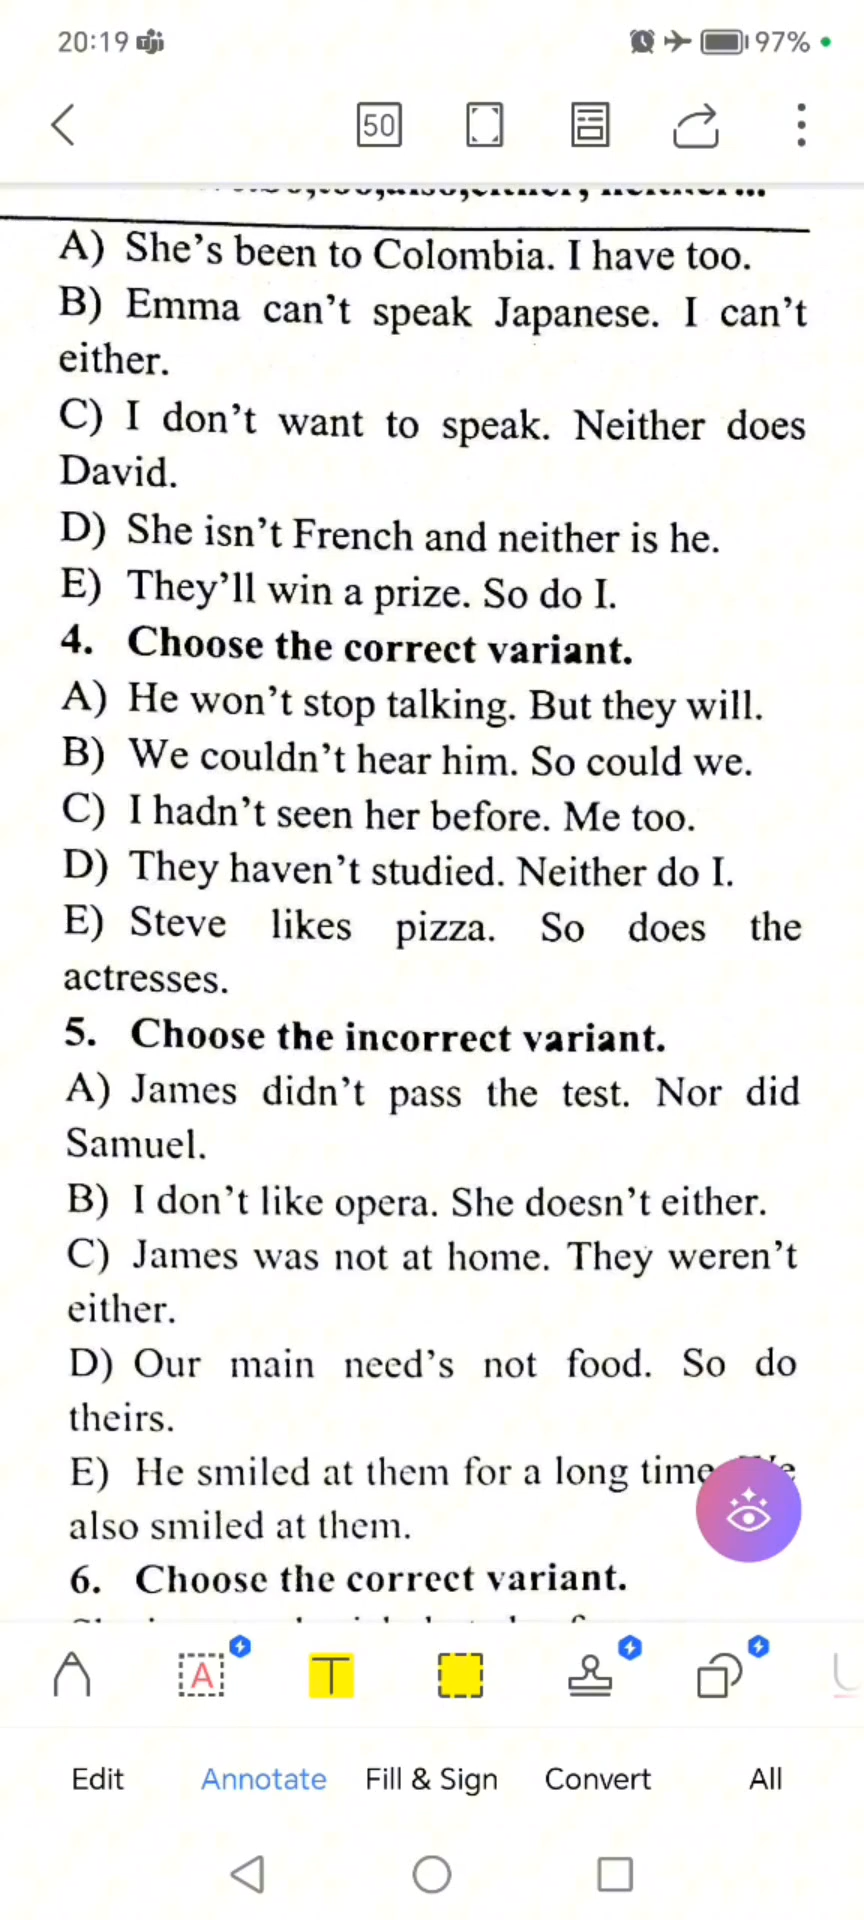 20:19
97%
50
A) She's been to Colombia. I have too.
B) Emma can't speak Japanese. I can't
either.
C) I don't want to speak. Neither does
David.
D) She isn't French and neither is he.
E) They'll win a prize. So do I.
4. Choose the correct variant.
A) He won't stop talking. But they will.
B) We couldn't hear him. So could we.
C) I hadn't seen her before. Me too.
D) They haven't studied. Neither do I.
E) Steve likes pizza. So does the
actresses.
5. Choose the incorrect variant.
A) James didn't pass the test. Nor did
Samuel.
B) I don't like opera. She doesn't either.
C) James was not at home. They weren't
either.
D) Our main need's not food. So do
theirs.
E) He smiled at them for a long time
also smiled at them.
6. Choose the correct variant.
A
T
Edit Annotate Fill & Sign Convert All